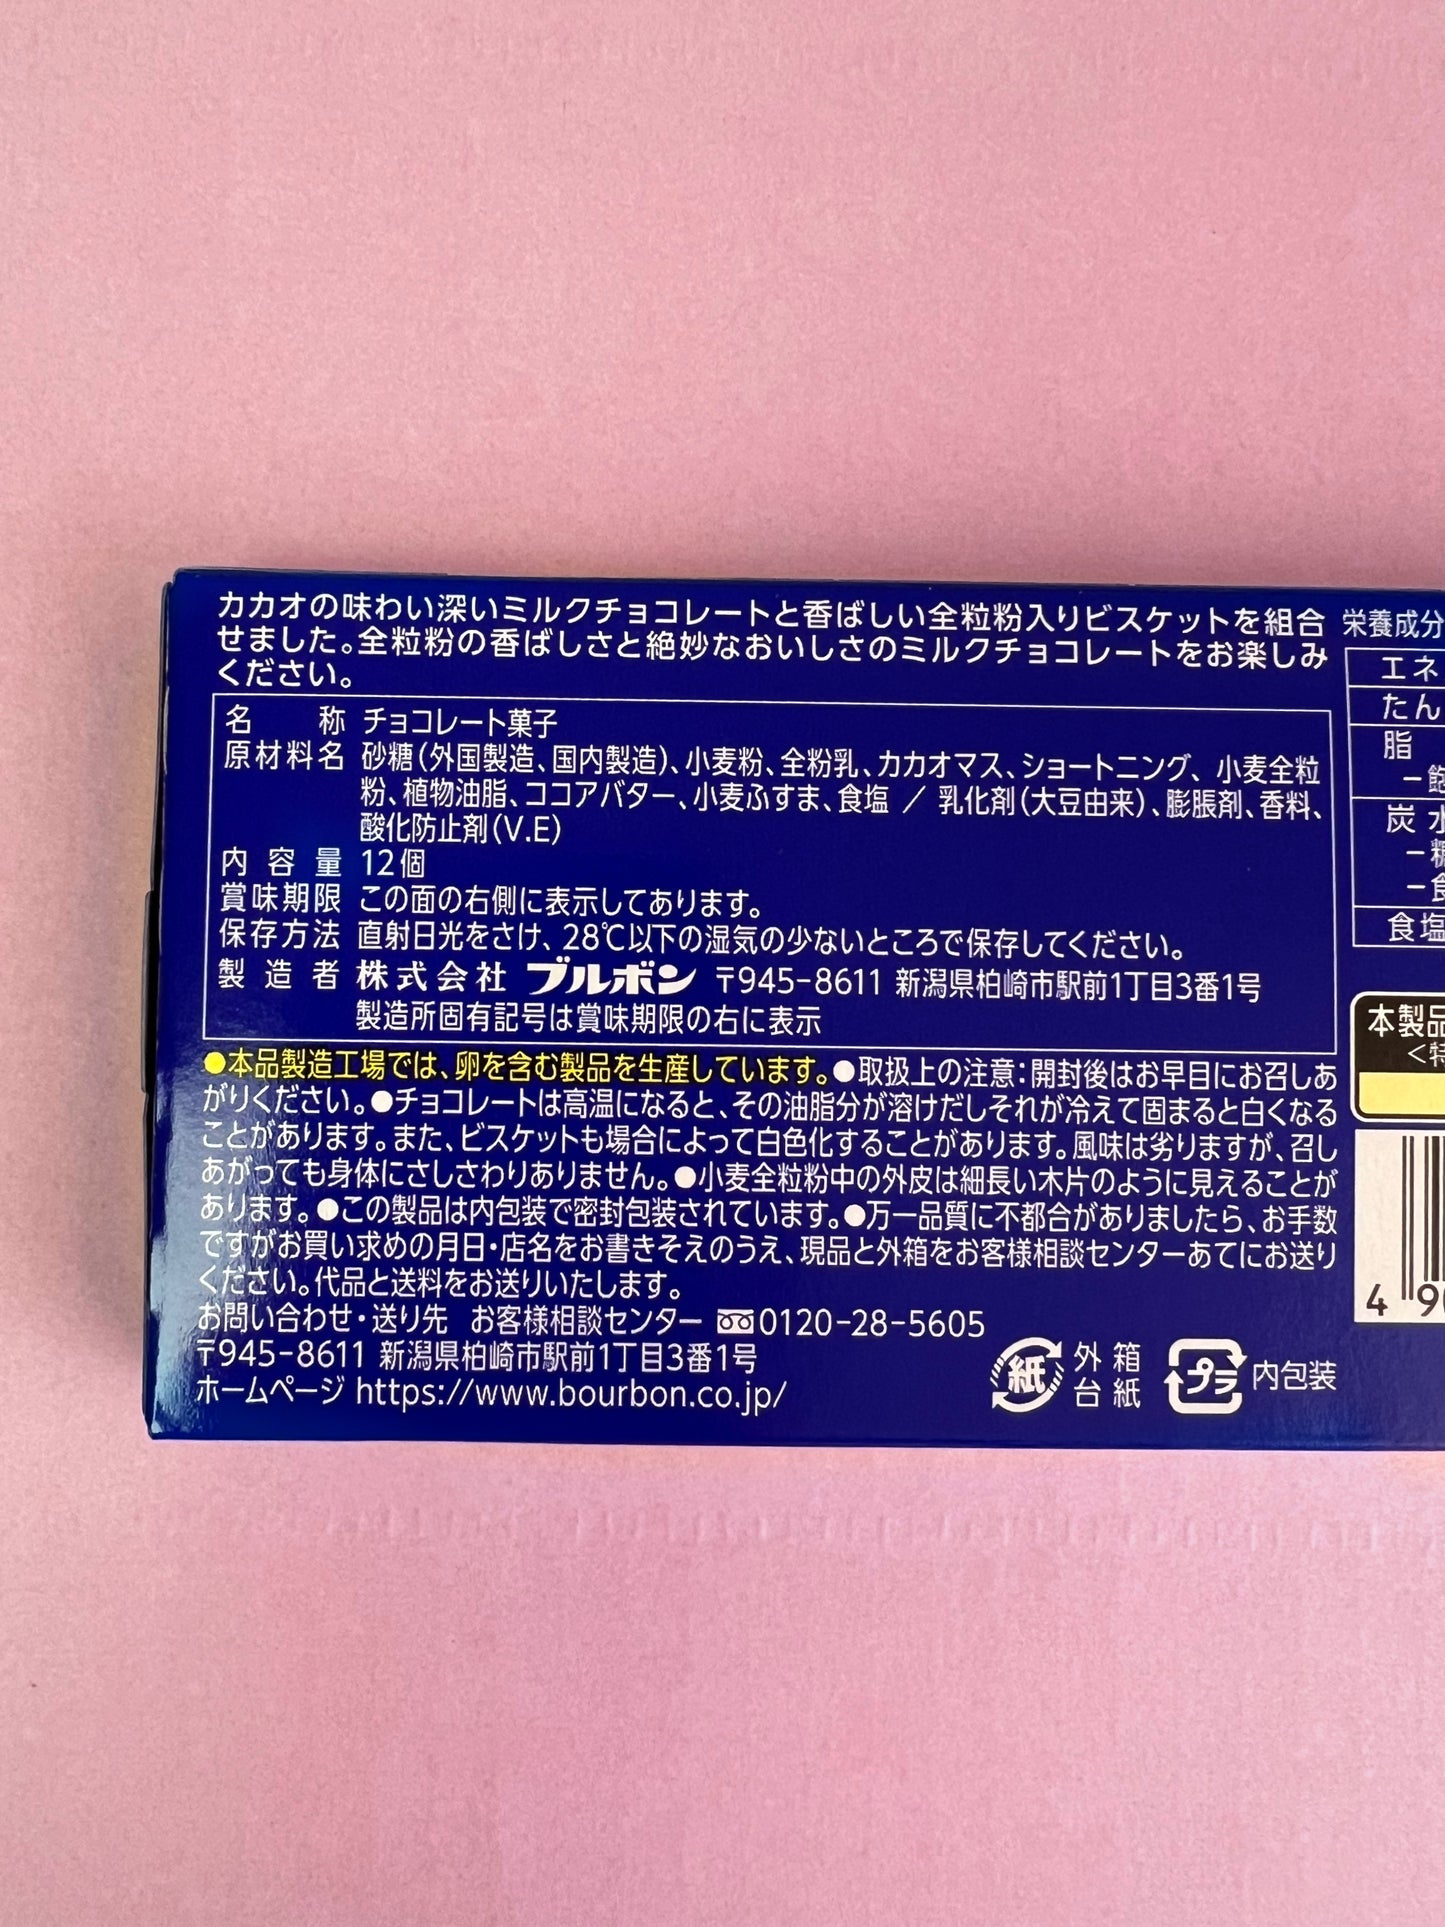 カカオの味わい深いミルクチョコレートと香ばしい全粒粉入りビスケットを組合
せました。全粒粉の香ばしさと絶妙なおいしさのミルクチョコレートをお楽しみ
ください。
名 称 チョコレート菓子
原材料名 砂糖(外国製造、国内製造)、小麦粉、全粉乳、カカオマス、ショートニング、小麦全粒
粉、植物油脂、ココアバター、小麦ふすま、食塩 / 乳化剤(大豆由来)、膨脹剤、香料、
酸化防止剤(V.E)
内容量 12個
賞味期限 この面の右側に表示してあります。
保存方法 直射日光をさけ、28℃以下の湿気の少ないところで保存してください。
製造者 株式会社 ブルボン 〒945-8611 新潟県柏崎市駅前1丁目3番1号
製造所固有記号は賞味期限の右に表示
●本品製造工場では、卵を含む製品を生産しています。●取扱上の注意:開封後はお早目にお召しあ
がりください。●チョコレートは高温になると、その油脂分が溶けだしそれが冷えて固まると白くなる
ことがあります。また、ビスケットも場合によって白色化することがあります。風味は劣りますが、召し
あがっても身体にさしさわりありません。●小麦全粒粉中の外皮は細長い木片のように見えることが
あります。●この製品は内包装で密封包装されています。●万一品質に不都合がありましたら、お手数
ですがお買い求めの月日・店名をお書きそえのうえ、現品と外箱をお客様相談センターあてにお送り
ください。代品と送料をお送りいたします。
お問い合わせ・送り先 お客様相談センター 0120-28-5605
〒945-8611 新潟県柏崎市駅前1丁目3番1号
ホームページ https://www.bourbon.co.jp/
紙 外箱
台紙
プラ 内包装
栄養成分
エネ
たん
脂
炭水
食塩
本製品
<特
4 9